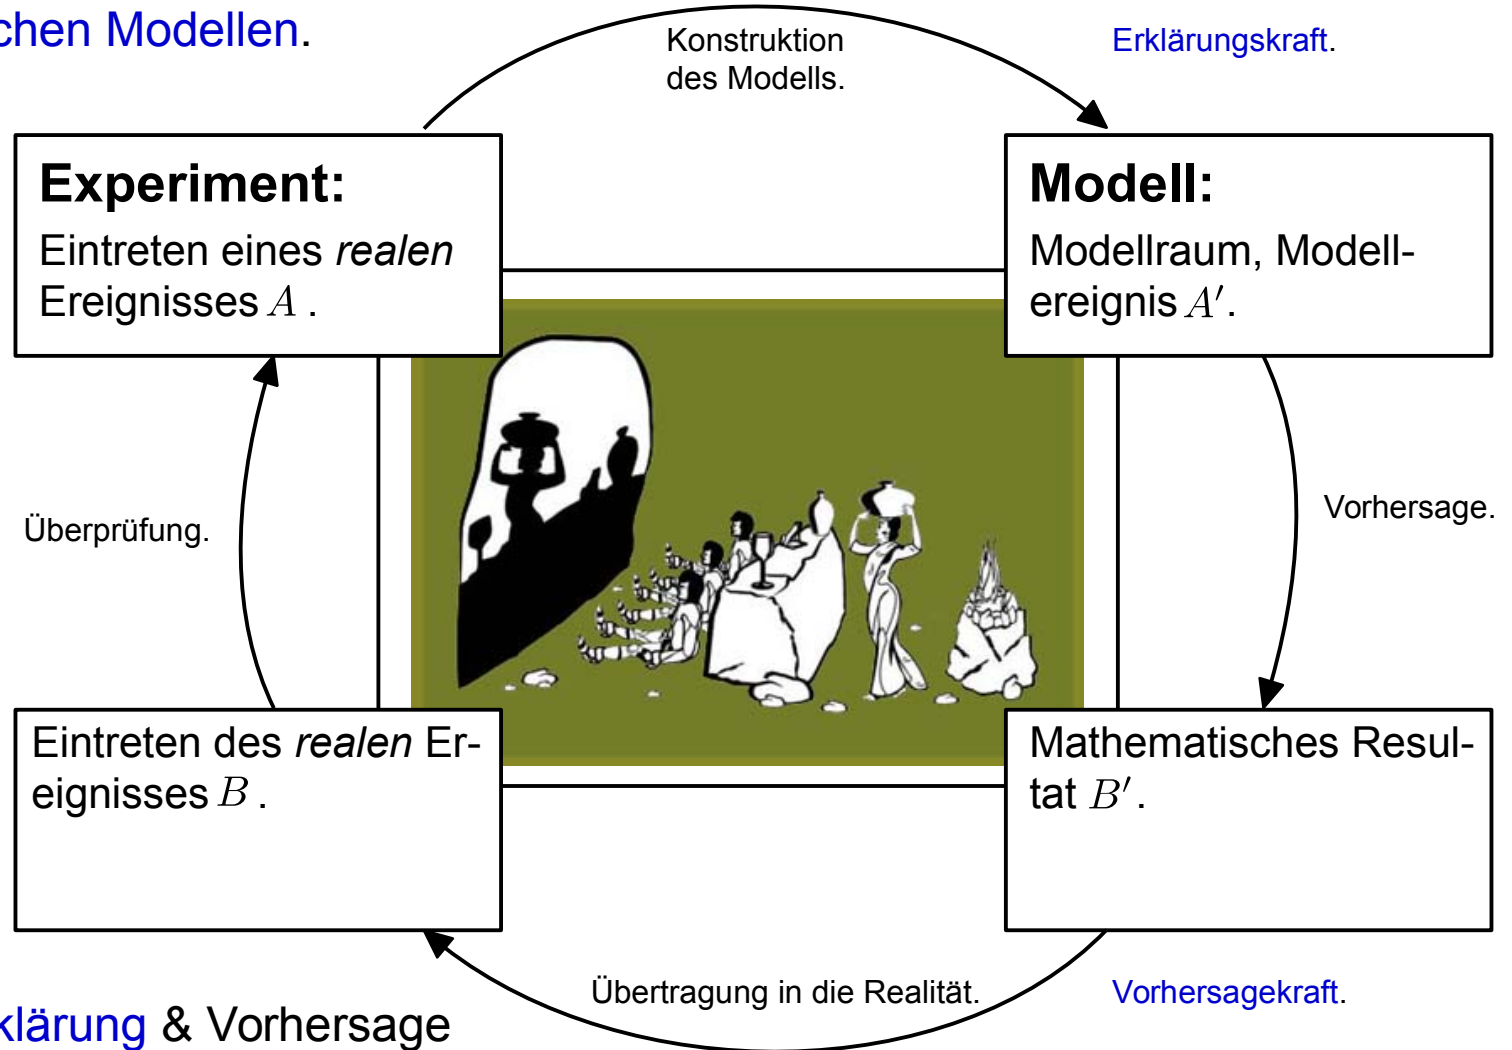 chen Modellen.
Konstruktion
des Modells.
Erklärungskraft.
Experiment:
Eintreten eines realen
Ereignisses A .
Modell:
Modellraum, Modell-
ereignis A′.
Überprüfung.
Vorhersage.
Eintreten des realen Er-
eignisses B .
Mathematisches Resul-
tat B′.
Übertragung in die Realität.
Vorhersagekraft.
klärung & Vorhersage